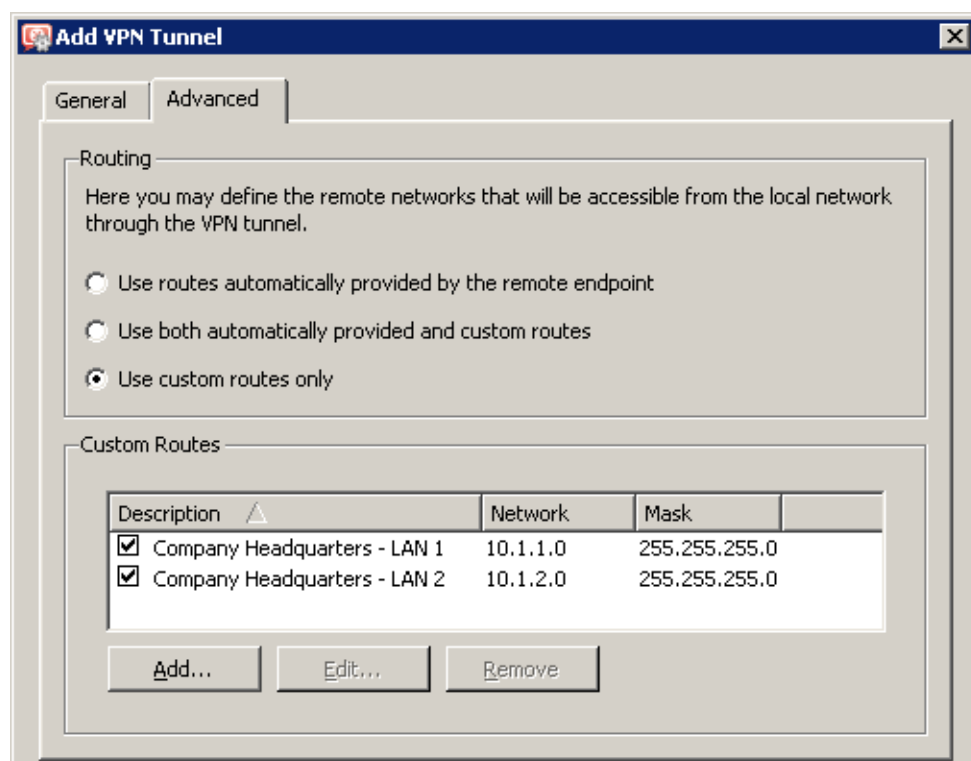 Add VPN Tunnel
General Advanced
Routing
Here you may define the remote networks that will be accessible from the local network
through the VPN tunnel.
Use routes automatically provided by the remote endpoint
Use both automatically provided and custom routes
Use custom routes only
Custom Routes
Description Network Mask
Company Headquarters - LAN 1 10.1.1.0 255.255.255.0
Company Headquarters - LAN 2 10.1.2.0 255.255.255.0
Add... Edit... Remove